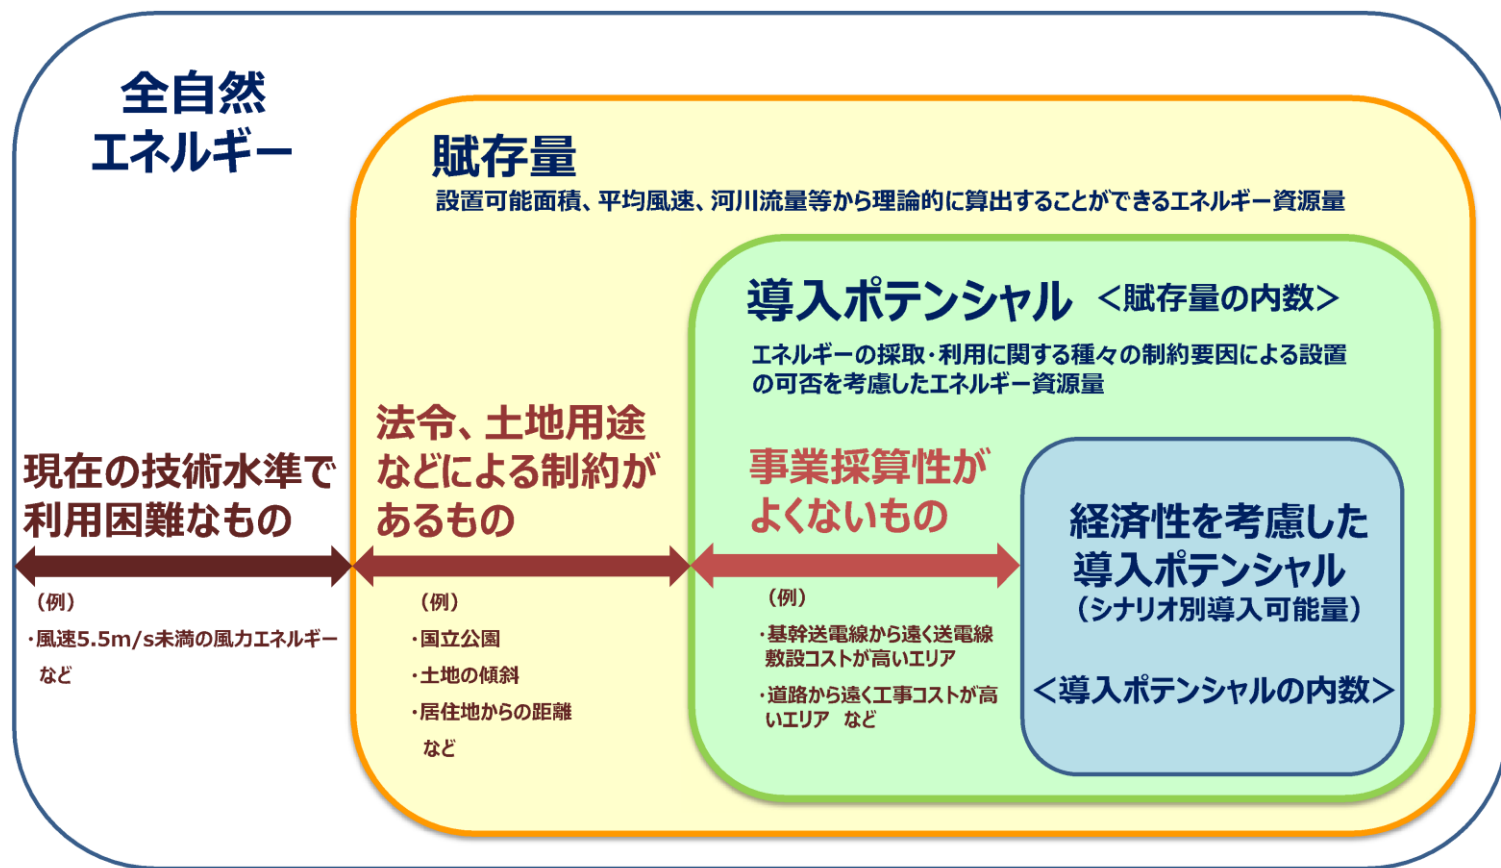 全自然
エネルギー
賦存量
設置可能面積、平均風速、河川流量等から理論的に算出することができるエネルギー資源量
導入ポテンシャル ＜賦存量の内数＞
エネルギーの採取・利用に関する種々の制約要因による設置
の可否を考慮したエネルギー資源量
現在の技術水準で
利用困難なもの
（例）
・風速5.5m/s未満の風力エネルギー
など
法令、土地用途
などによる制約が
あるもの
（例）
・国立公園
・土地の傾斜
・居住地からの距離
など
事業採算性が
よくないもの
（例）
・基幹送電線から遠く送電線
敷設コストが高いエリア
・道路から遠く工事コストが高
いエリア など
経済性を考慮した
導入ポテンシャル
（シナリオ別導入可能量）
＜導入ポテンシャルの内数＞